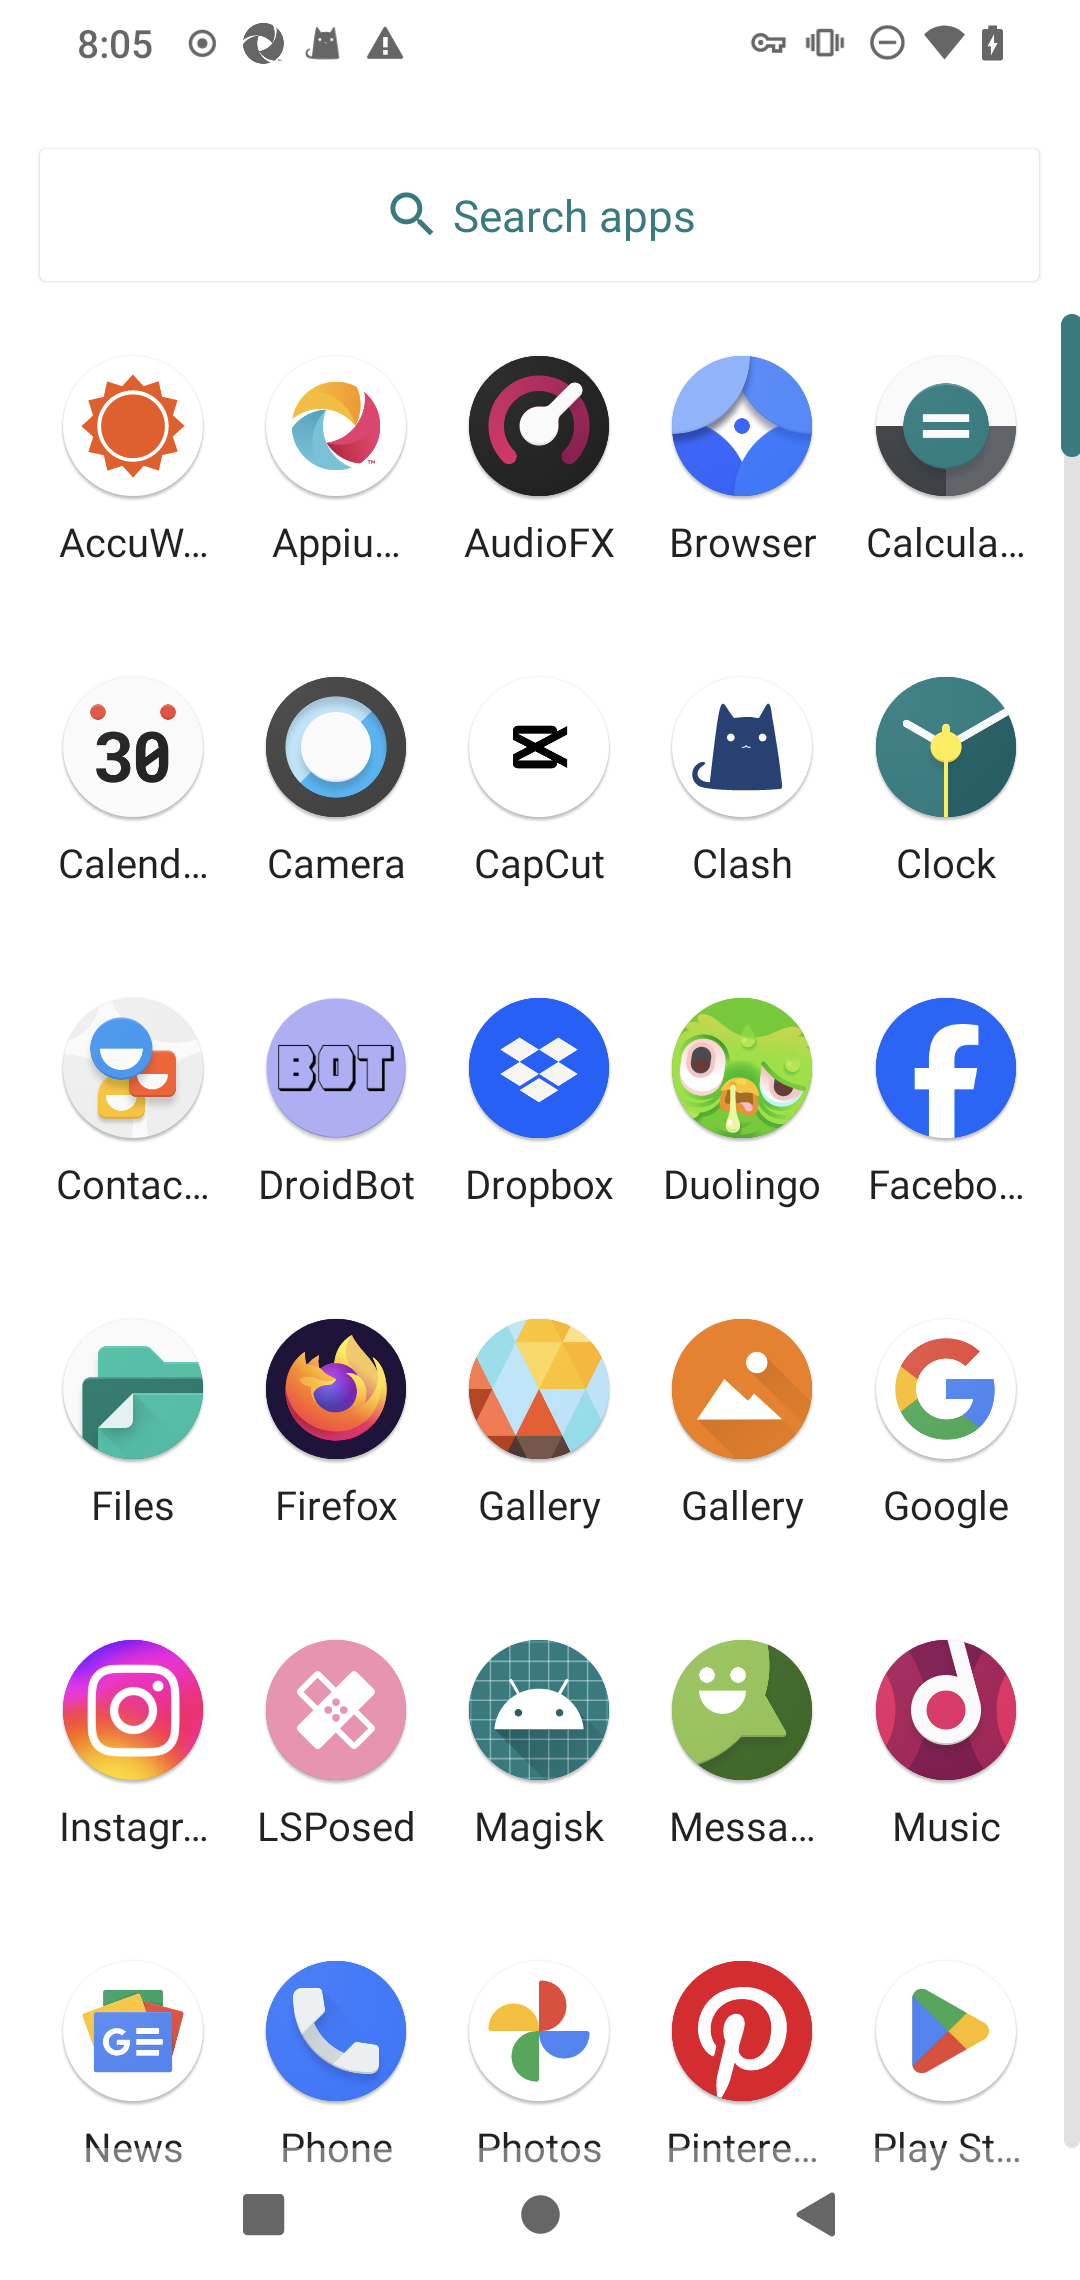 8:05
Search apps
AccuW... Appiu... AudioFX Browser Calcula...
30
Calend... Camera CapCut Clash Clock
BOT
Contac... DroidBot Dropbox Duolingo Facebo...
Files Firefox Gallery Gallery Google
Instagr... LSPosed Magisk Messa... Music
News Phone Photos Pintere... Play St...